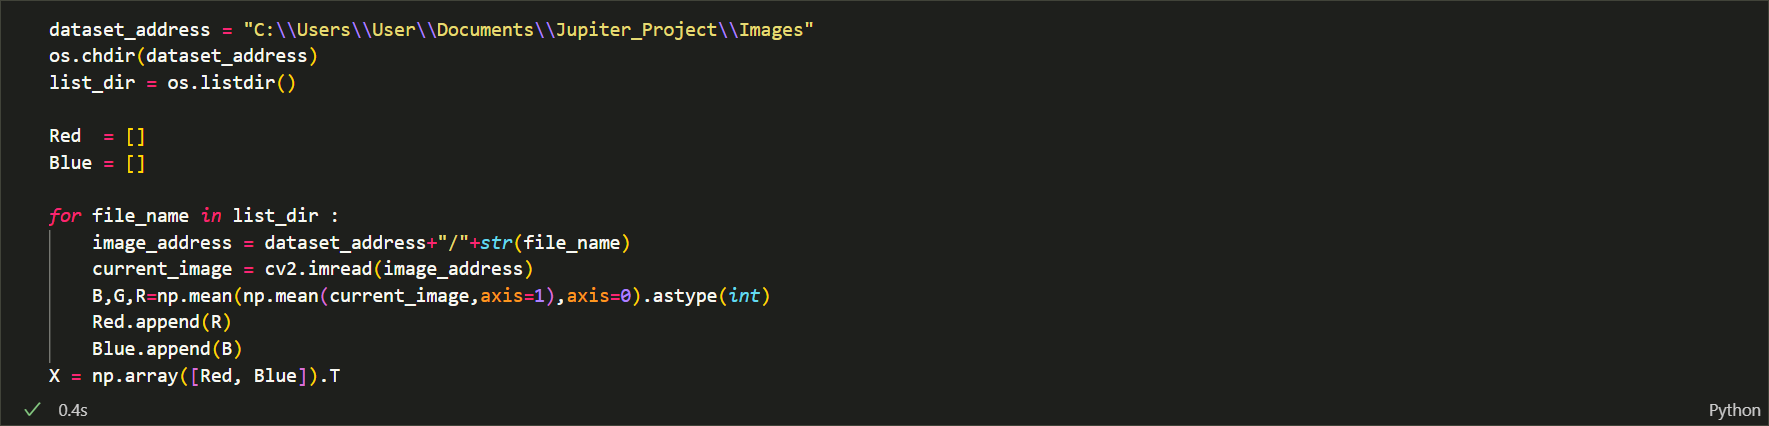 dataset_address = "C:\\Users\\User\\Documents\\Jupiter_Project\\Images"
os.chdir(dataset_address)
list_dir = os.listdir()

Red  = []
Blue = []

for file_name in list_dir :
    image_address = dataset_address+"/"+str(file_name)
    current_image = cv2.imread(image_address)
    B,G,R=np.mean(np.mean(current_image,axis=1),axis=0).astype(int)
    Red.append(R)
    Blue.append(B)
X = np.array([Red, Blue]).T
0.4s
Python